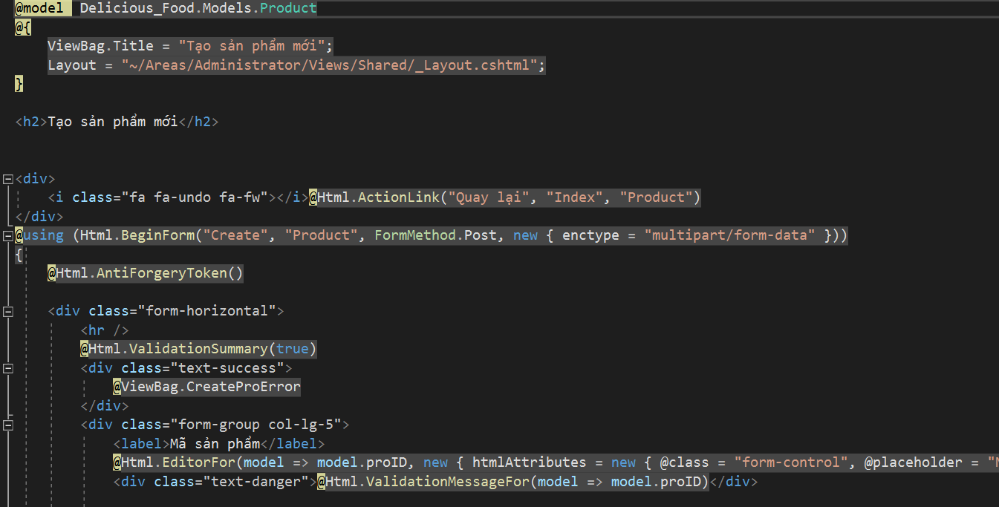 @model Delicious_Food.Models.Product
@{
ViewBag.Title = "Tạo sản phẩm mới";
Layout = "~/Areas/Administrator/Views/Shared/_Layout.cshtml";
}
<h2>Tạo sản phẩm mới</h2>
<div>
<i class="fa fa-undo fa-fw"></i>@Html.ActionLink("Quay lại", "Index", "Product")
</div>
@using (Html.BeginForm("Create", "Product", FormMethod.Post, new { enctype = "multipart/form-data" }))
{
@Html.AntiForgeryToken()
<div class="form-horizontal">
<hr />
@Html.ValidationSummary(true)
<div class="text-success">
@ViewBag.CreateProError
</div>
<div class="form-group col-lg-5">
<label>Mã sản phẩm</label>
@Html.EditorFor(model => model.proID, new { htmlAttributes = new { @class = "form-control", @placeholder = "
<div class="text-danger">@Html.ValidationMessageFor(model => model.proID)</div>